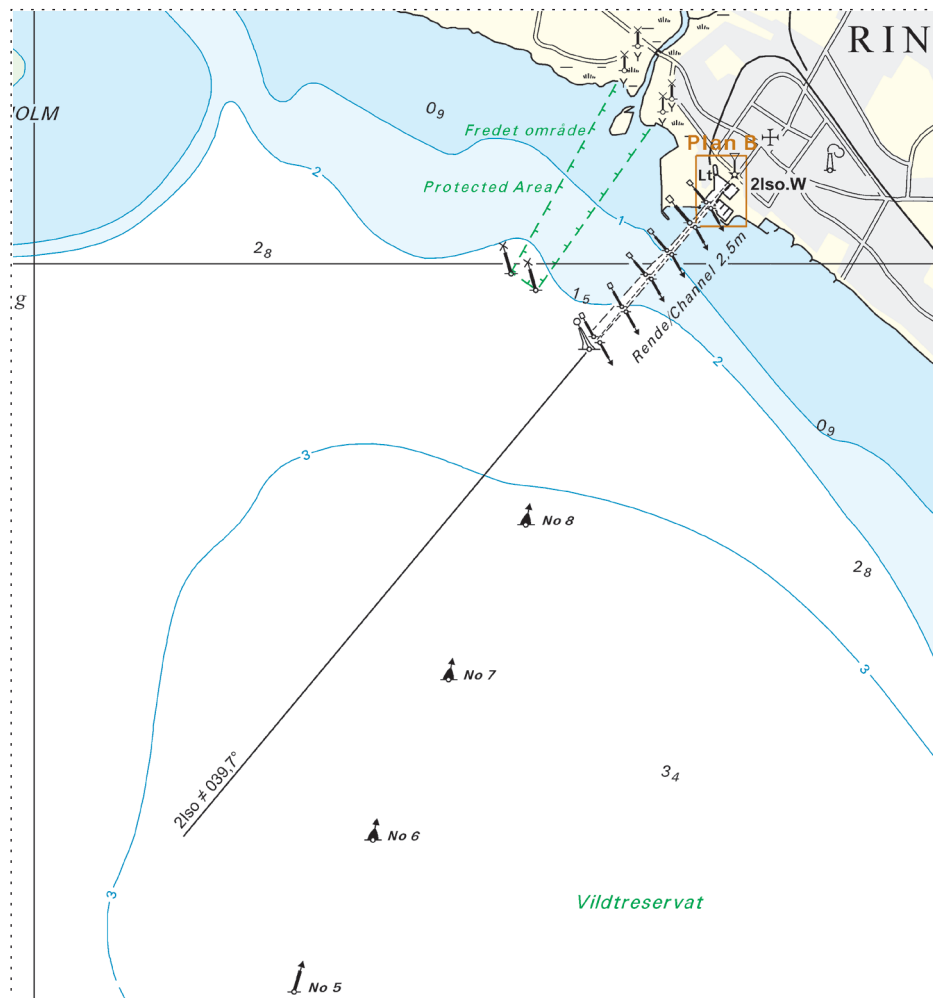 RIN
OLM
0₉
Fredet område
Plan B
2
Protected Area
Lt
2Iso.W
1
2₈
Rende/Channel 2,5m
g
1₅
2
0₉
3
No 8
2₈
3
No 7
2Iso ≠ 039,7°
3₄
No 6
3
Vildtreservat
No 5